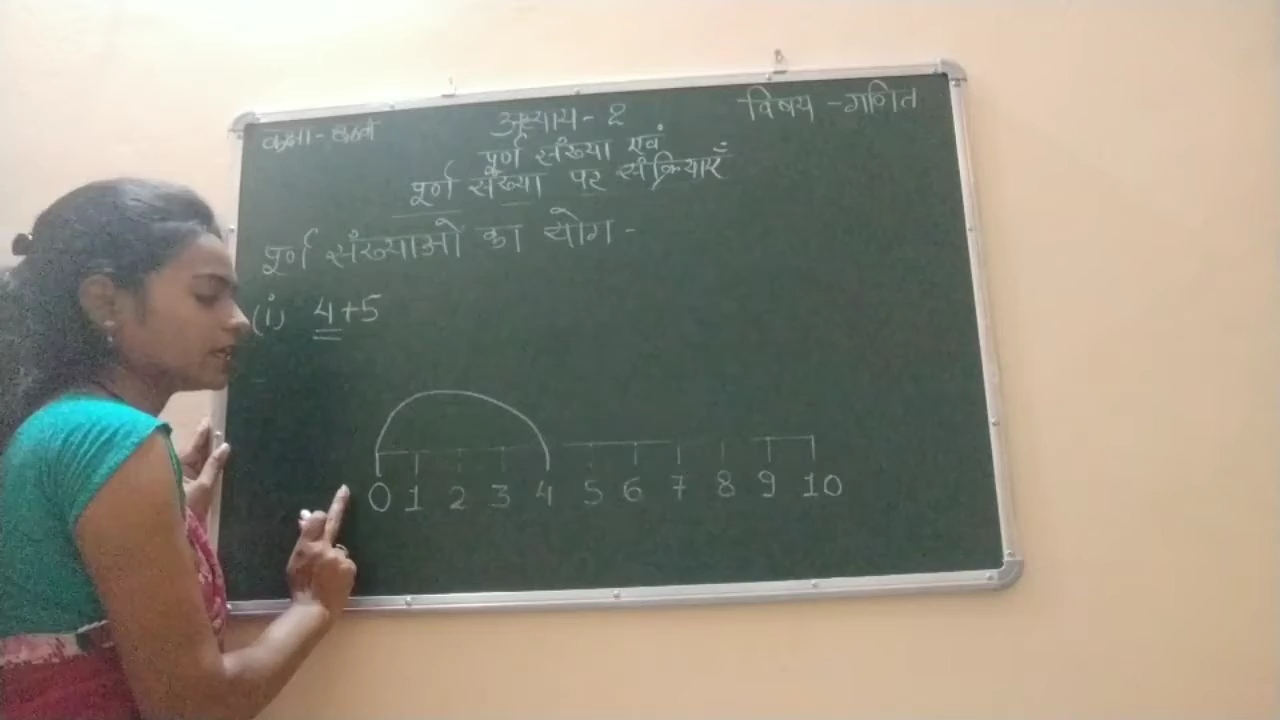 कक्षा - छठवीं
अध्याय - 2
विषय - गणित
पूर्ण संख्या एवं
पूर्ण संख्या पर संक्रियाएँ
पूर्ण संख्याओं का योग -
(i) 4+5
0 1 2 3 4 5 6 7 8 9 10